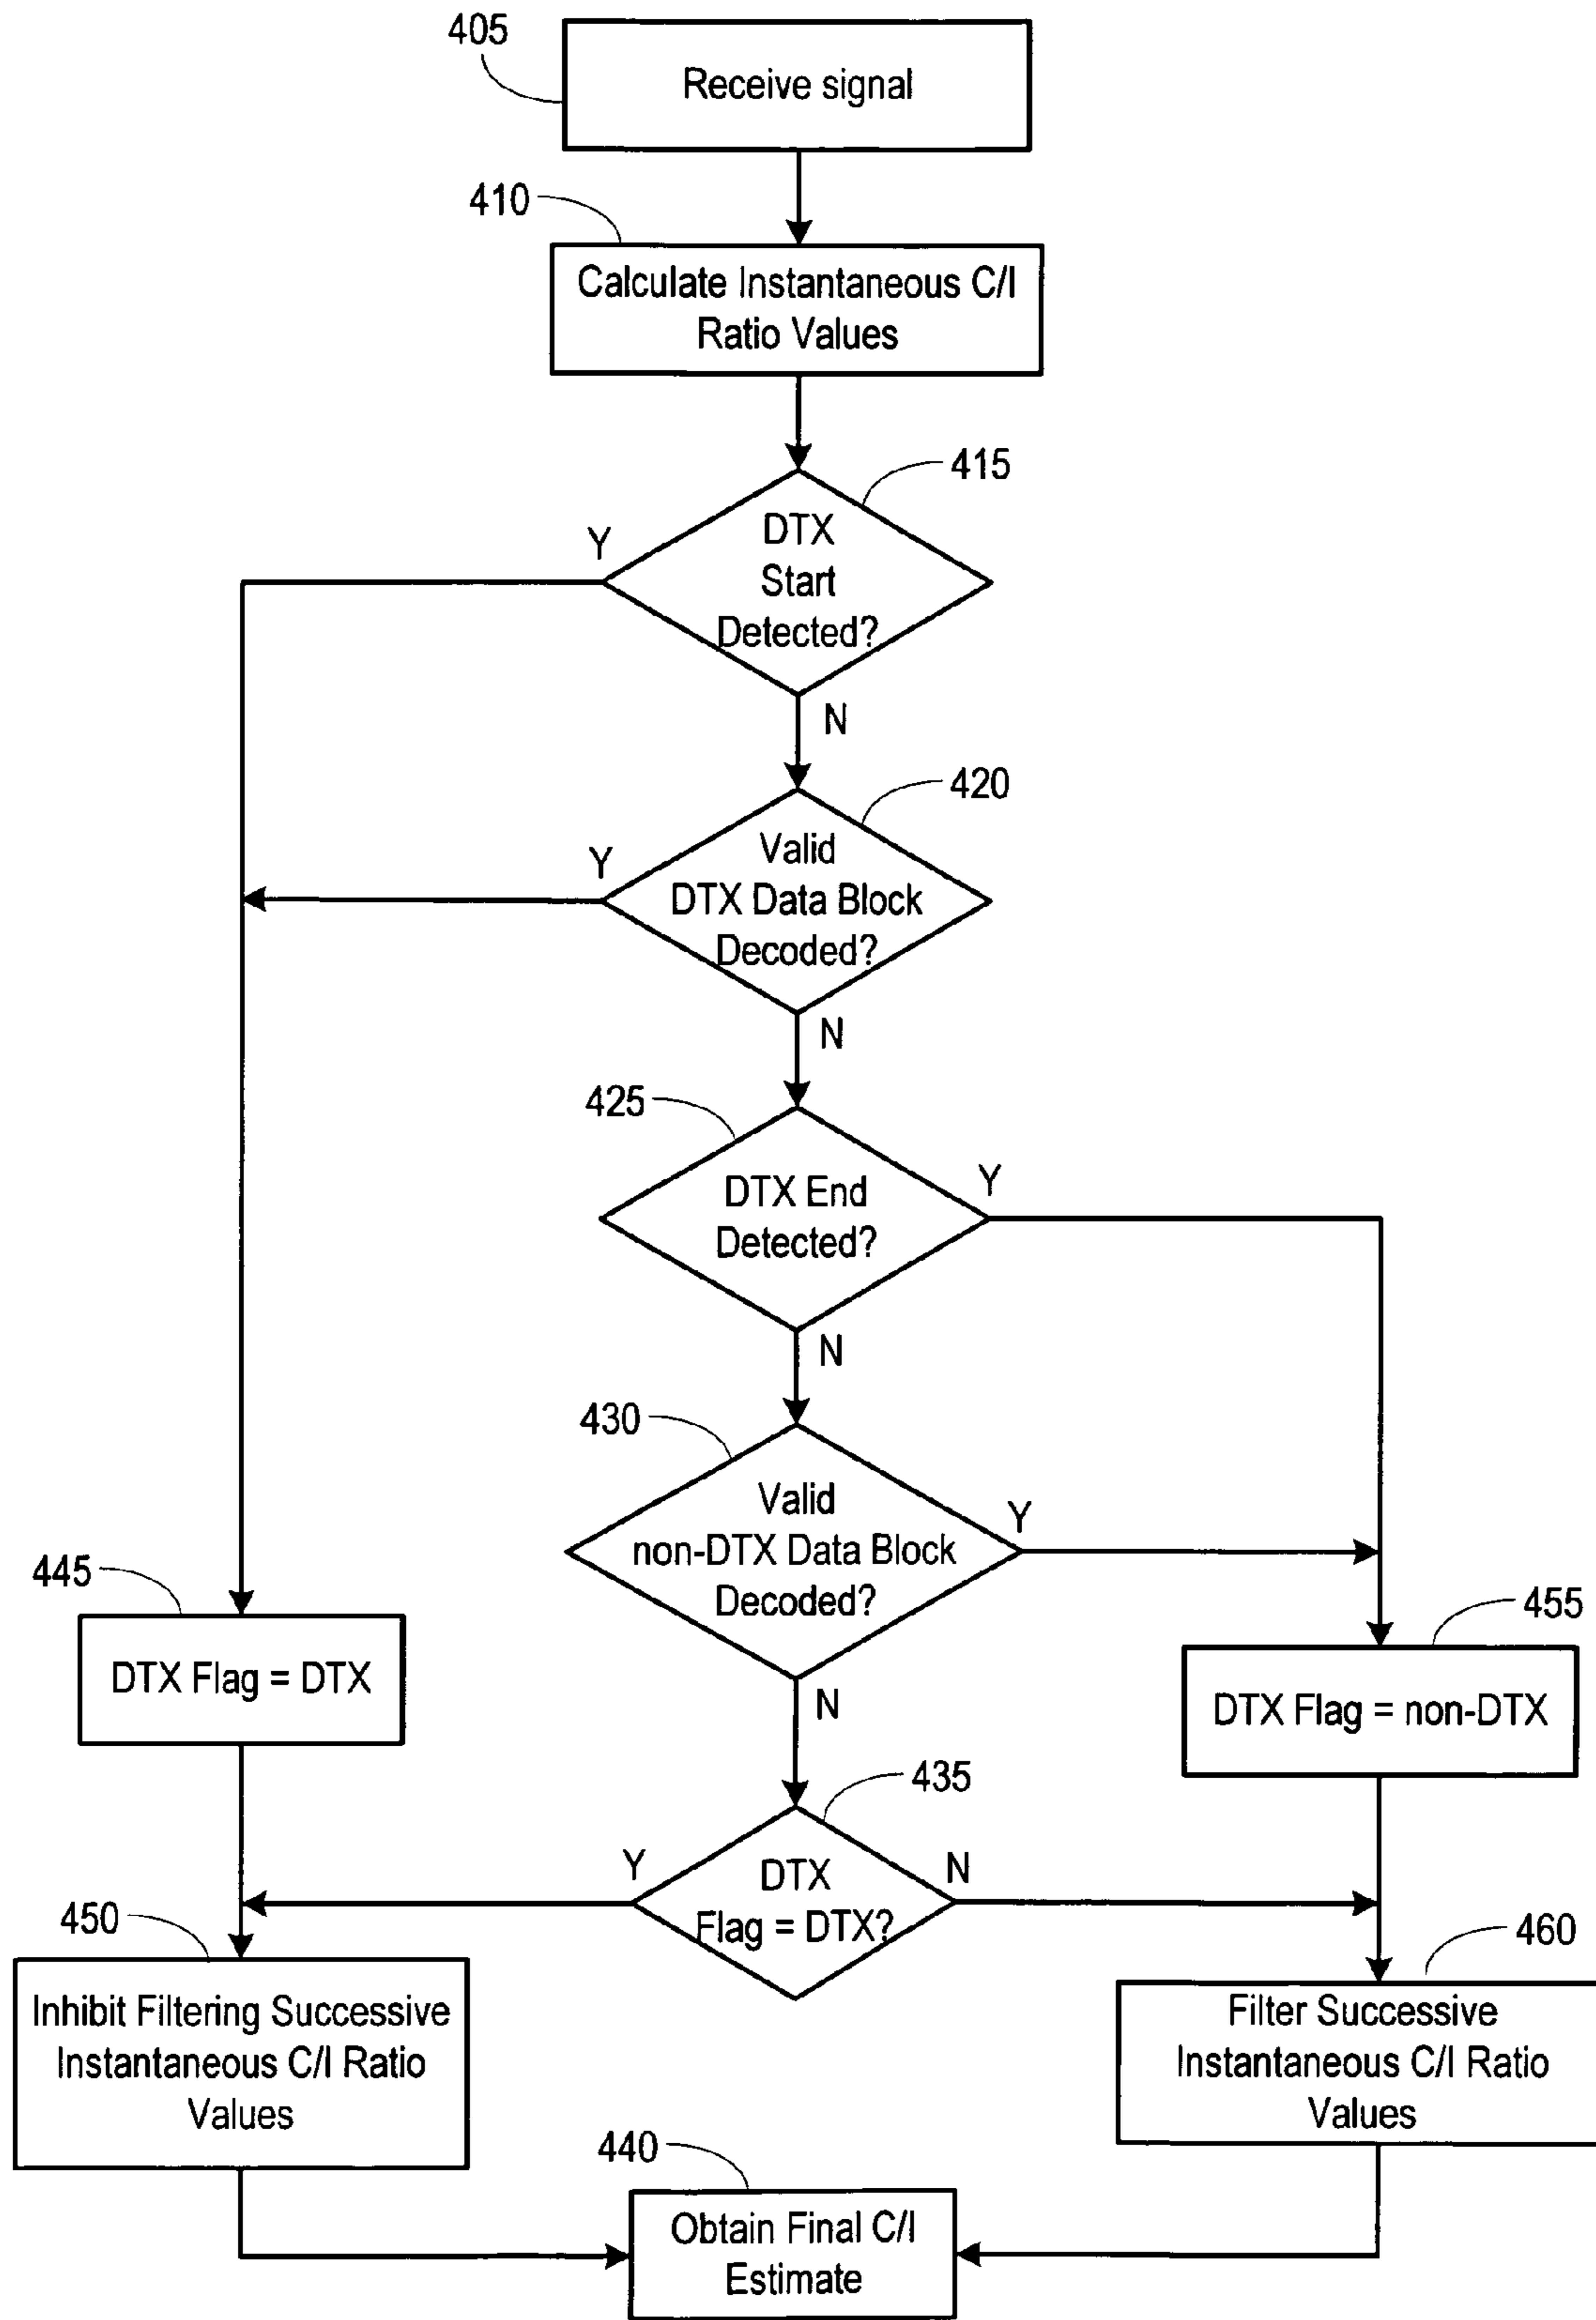 405
Receive signal
410
Calculate Instantaneous C/I
Ratio Values
415
DTX
Start
Detected?
Y
N
420
Valid
DTX Data Block
Decoded?
Y
N
425
DTX End
Detected?
Y
N
430
Valid
non-DTX Data Block
Decoded?
Y
N
445
DTX Flag = DTX
455
DTX Flag = non-DTX
435
DTX
Flag = DTX?
Y
N
450
Inhibit Filtering Successive
Instantaneous C/I Ratio
Values
460
Filter Successive
Instantaneous C/I Ratio
Values
440
Obtain Final C/I
Estimate